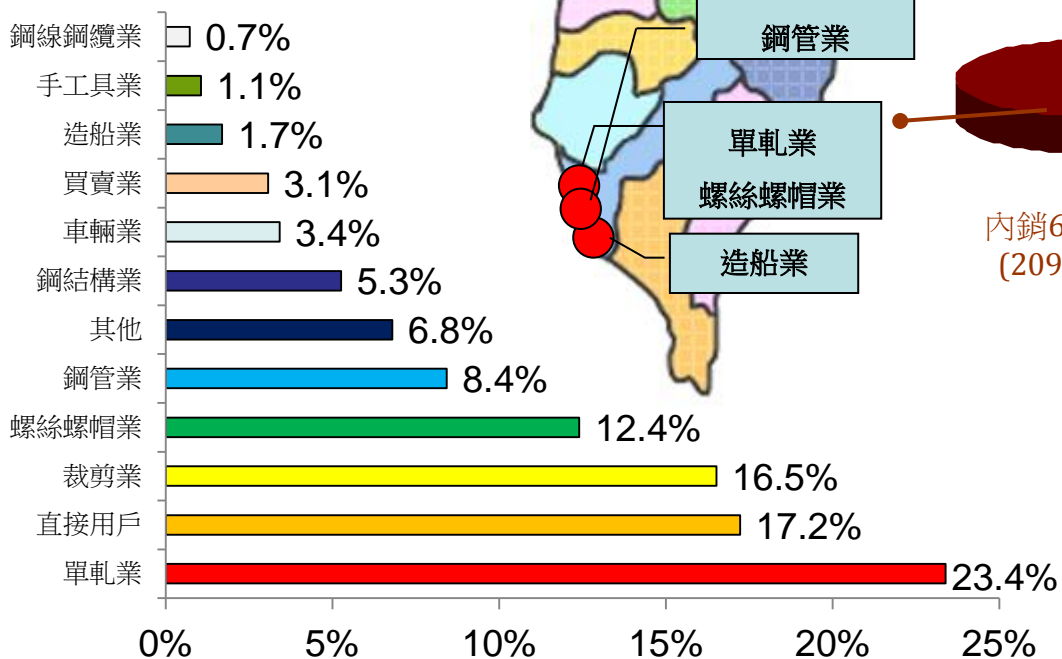 鋼線鋼纜業 0.7%
手工具業 1.1%
造船業 1.7%
買賣業 3.1%
車輛業 3.4%
鋼結構業 5.3%
其他 6.8%
鋼管業 8.4%
螺絲螺帽業 12.4%
裁剪業 16.5%
直接用戶 17.2%
單軋業 23.4%
0% 5% 10% 15% 20% 25%
鋼管業
單軋業
螺絲螺帽業
造船業
內銷6
(209